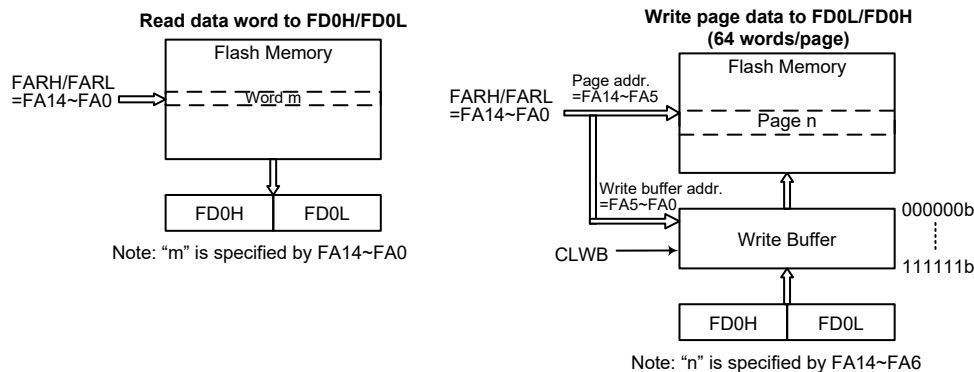 Read data word to FD0H/FD0L
Flash Memory
FARH/FARL
=FA14~FA0
Word m
FD0H
FD0L
Note: “m” is specified by FA14~FA0
Write page data to FD0L/FD0H
(64 words/page)
Flash Memory
Page addr.
=FA14~FA5
FARH/FARL
=FA14~FA0
Page n
Write buffer addr.
=FA5~FA0
000000b
Write Buffer
CLWB
111111b
FD0H
FD0L
Note: “n” is specified by FA14~FA6